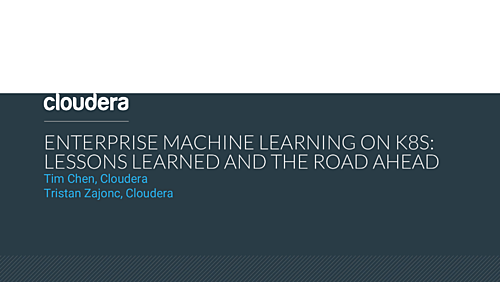 cloudera
ENTERPRISE MACHINE LEARNING ON K8S:
LESSONS LEARNED AND THE ROAD AHEAD
Tim Chen, Cloudera
Tristan Zajonc, Cloudera